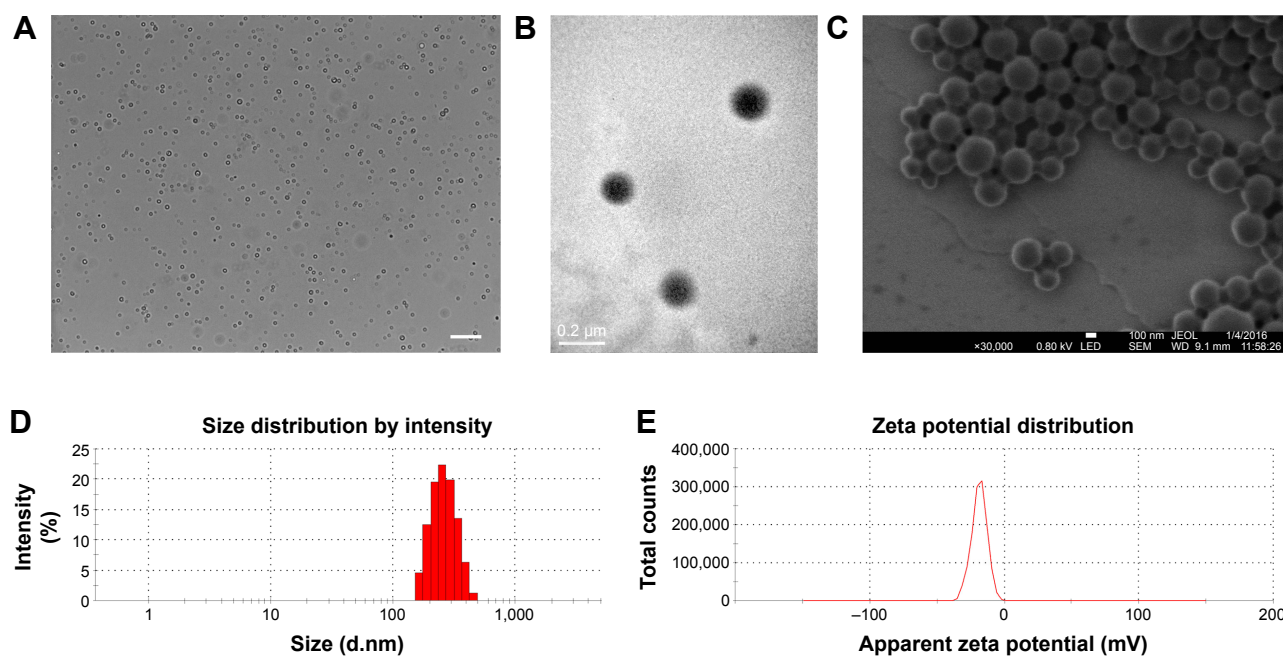 A
B
C
0.2 µm
100 nm JEOL 1/4/2016
×30,000 0.80 kV LED SEM WD 9.1 mm 11:58:26
D
Size distribution by intensity
Intensity
(%)
25
20
15
10
5
0
1 10 100 1,000
Size (d.nm)
E
Zeta potential distribution
Total counts
400,000
300,000
200,000
100,000
0
–100 0 100 200
Apparent zeta potential (mV)